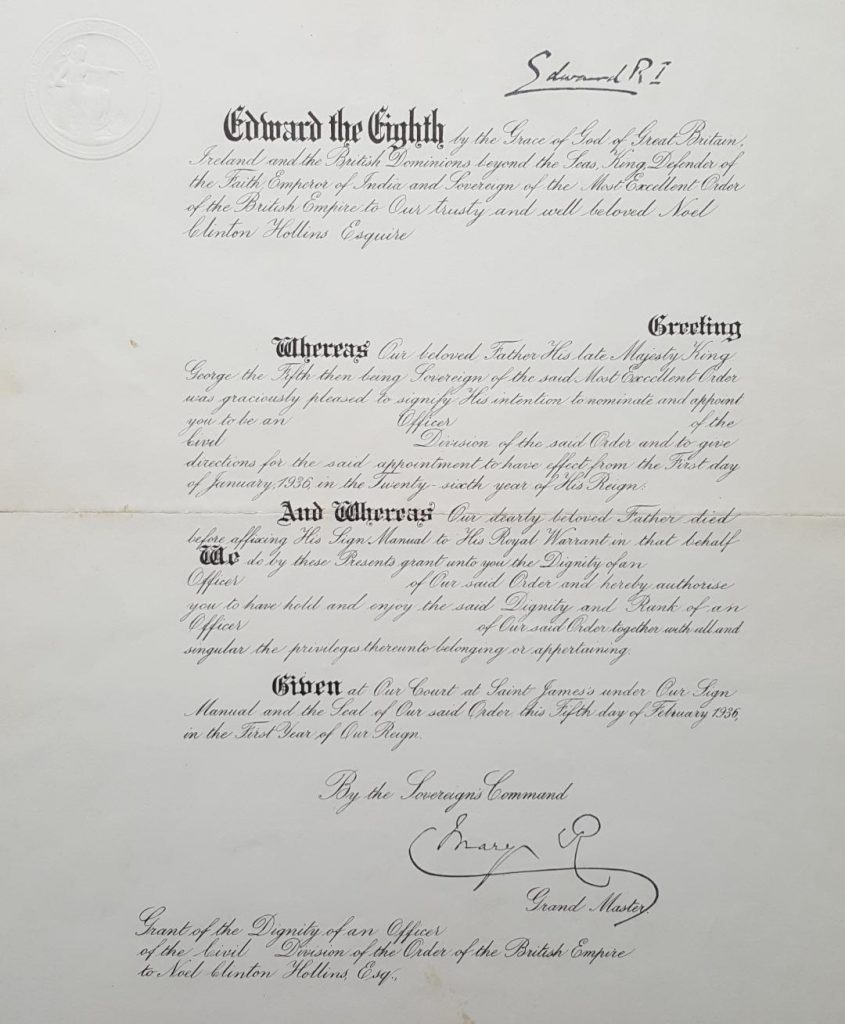 Edward R I
Edward the Eighth by the Grace of God of Great Britain,
Ireland and the British Dominions beyond the Seas, King, Defender of
the Faith, Emperor of India and Sovereign of the Most Excellent Order
of the British Empire to Our trusty and well beloved Noel
Clinton Hollins Esquire
Greeting
Whereas Our beloved Father His late Majesty King
George the Fifth then being Sovereign of the said Most Excellent Order
was graciously pleased to signify His intention to nominate and appoint
you to be an Officer of the
Civil Division of the said Order and to give
directions for the said appointment to have effect from the First day
of January, 1936, in the Twenty-sixth year of His Reign:
And Whereas Our dearly beloved Father died
before affixing His Sign Manual to His Royal Warrant in that behalf
We do by these Presents grant unto you the Dignity of an
Officer of Our said Order and hereby authorise
you to have hold and enjoy the said Dignity and Rank of an
Officer of Our said Order together with all and
singular the privileges thereunto belonging or appertaining.
Given at Our Court at Saint James's under Our Sign
Manual and the Seal of Our said Order this Fifth day of February 1936,
in the First Year of Our Reign.
By the Sovereign's Command
Mary R
Grand Master.
Grant of the Dignity of an Officer
of the Civil Division of the Order of the British Empire
to Noel Clinton Hollins, Esq.,